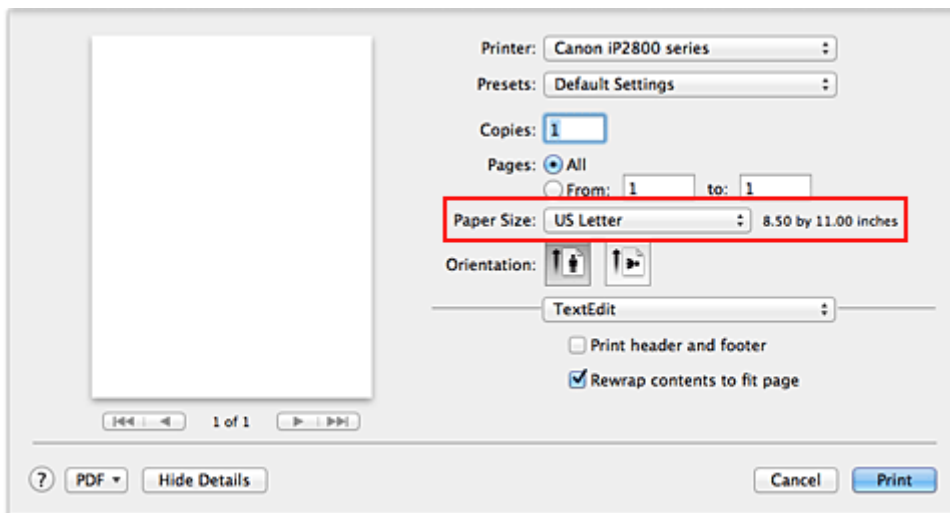 Printer: Canon iP2800 series
Presets: Default Settings
Copies: 1
Pages: All
From: 1 to: 1
Paper Size: US Letter 8.50 by 11.00 inches
Orientation:
TextEdit
Print header and footer
Rewrap contents to fit page
1 of 1
? PDF Hide Details Cancel Print